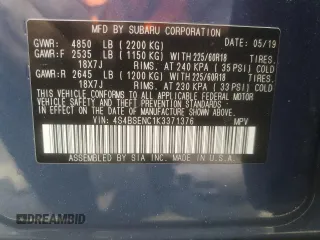 MFD BY SUBARU CORPORATION 05/19
GVWR: 4850 LB (2200 KG)
GAWR:F 2535 LB (1150 KG) WITH 225/60R18 TIRES,
18X7J RIMS,AT 240 KPA ( 35 PSI) COLD
GAWR:R 2645 LB (1200 KG) WITH 225/60R18 TIRES,
18X7J RIMS,AT 230 KPA ( 33 PSI) COLD
THIS VEHICLE CONFORMS TO ALL APPLICABLE FEDERAL MOTOR
VEHICLE SAFETY, BUMPER, AND THEFT PREVENTION STANDARDS
IN EFFECT ON THE DATE OF MANUFACTURE SHOWN ABOVE.
VIN: 4S4BSENC1K3371376 MPV
ASSEMBLED BY SIA MADE IN U.S.A.
DREAMBID